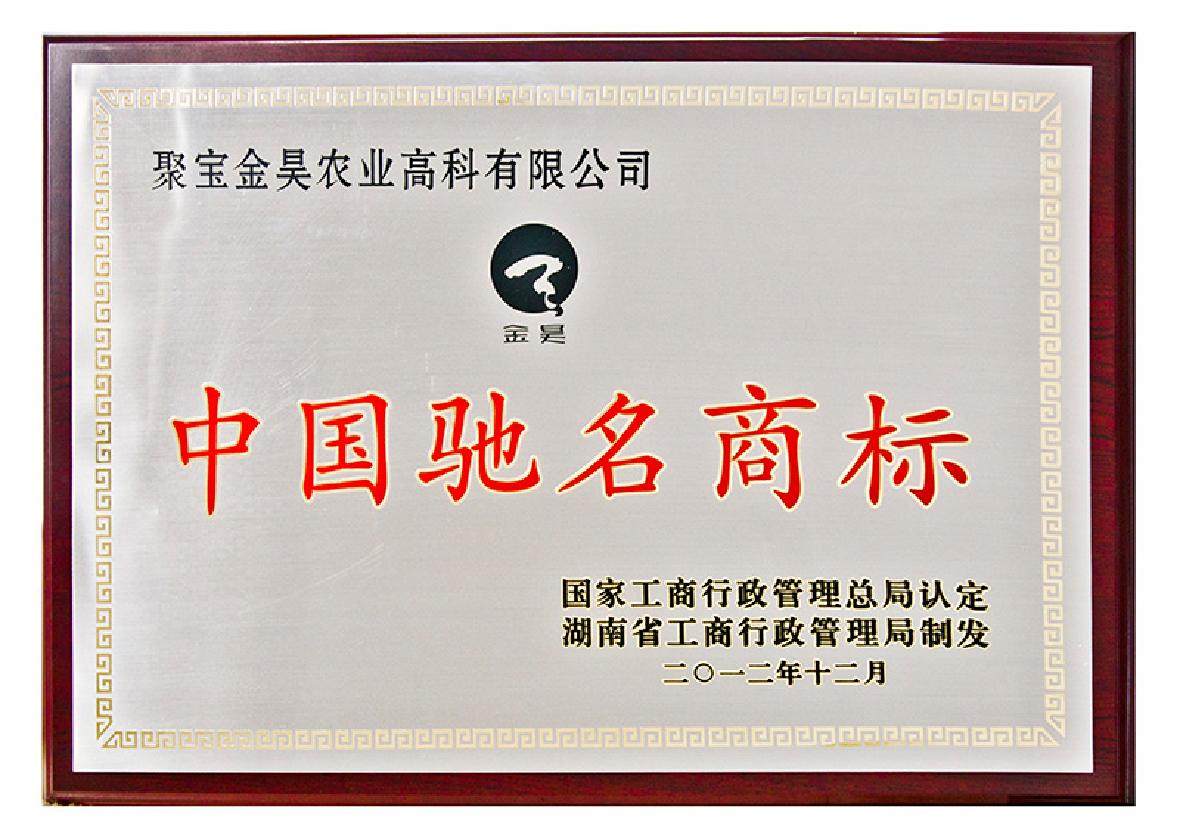 聚宝金昊农业高科有限公司
金昊
中国驰名商标
国家工商行政管理总局认定
湖南省工商行政管理局制发
二〇一二年十二月